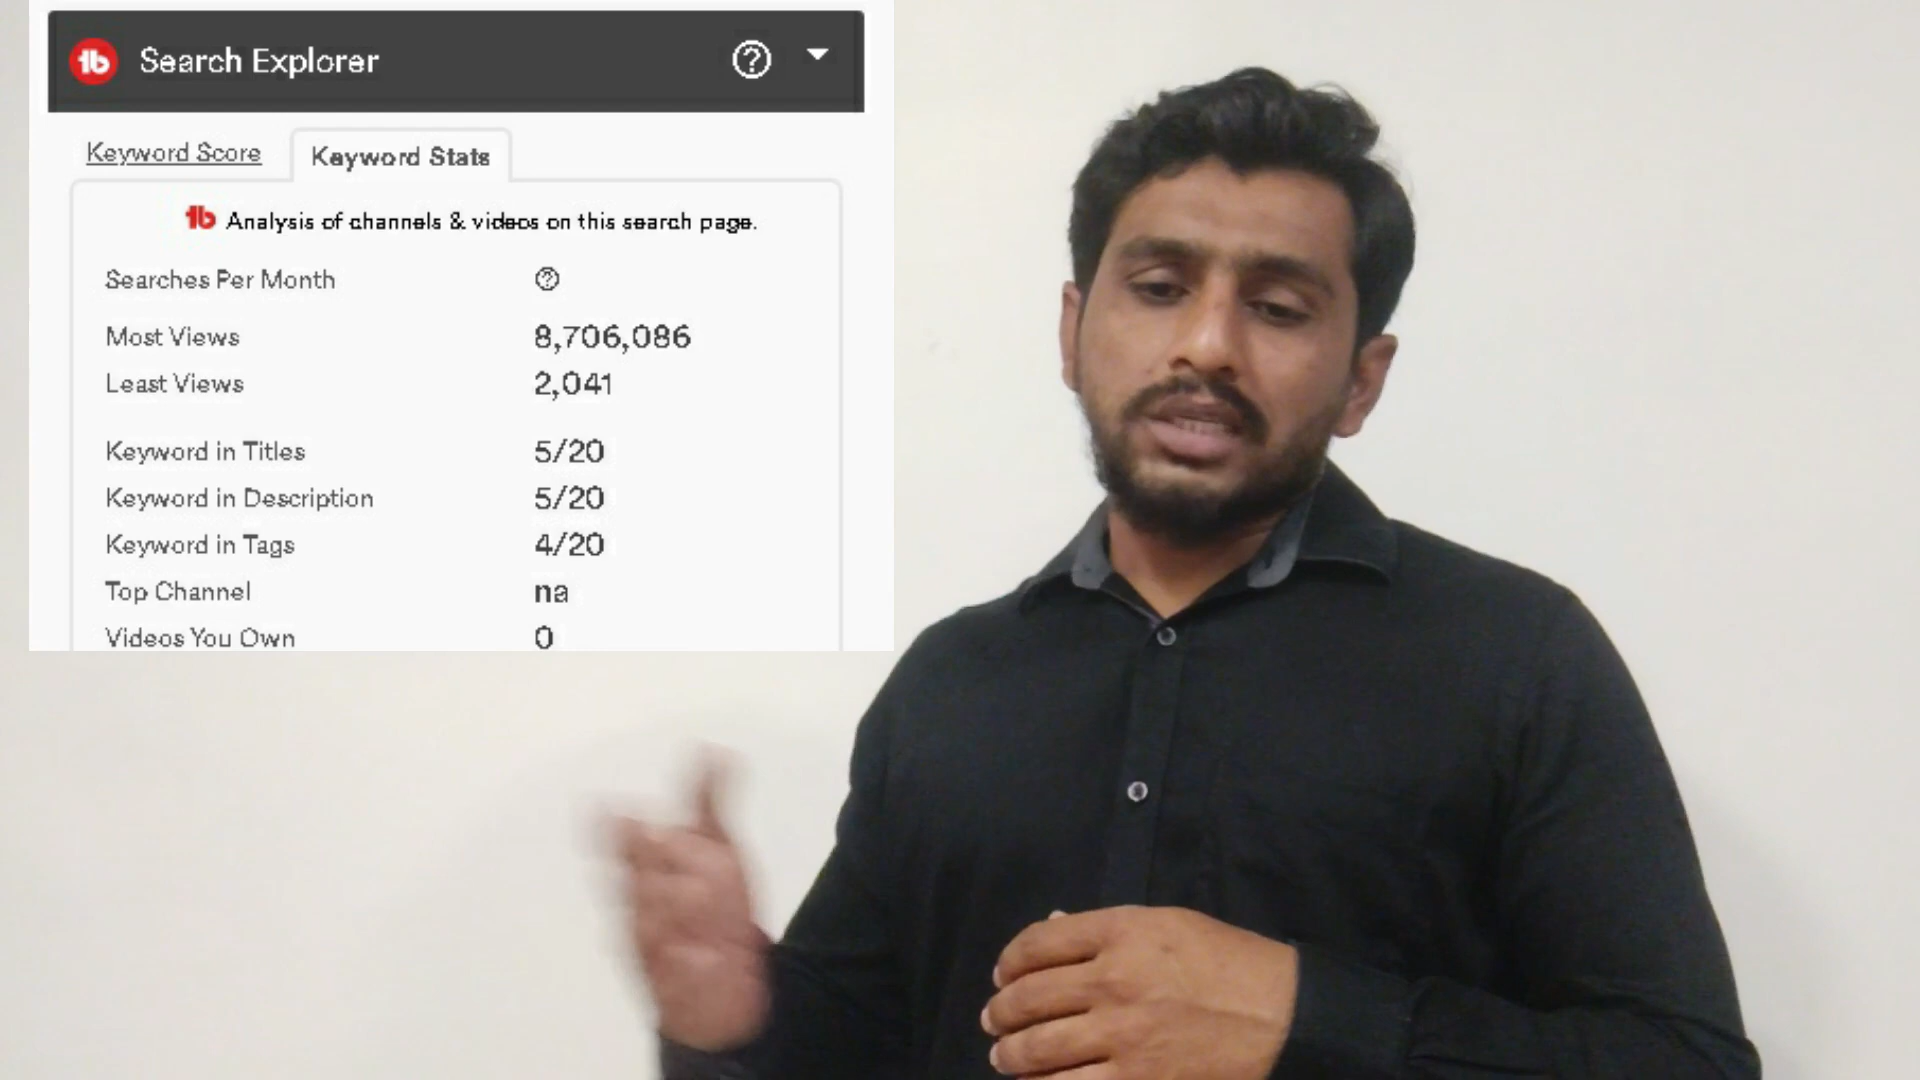 tb Search Explorer
Keyword Score Keyword Stats
tb Analysis of channels & videos on this search page.
Searches Per Month
Most Views 8,706,086
Least Views 2,041
Keyword in Titles 5/20
Keyword in Description 5/20
Keyword in Tags 4/20
Top Channel na
Videos You Own 0